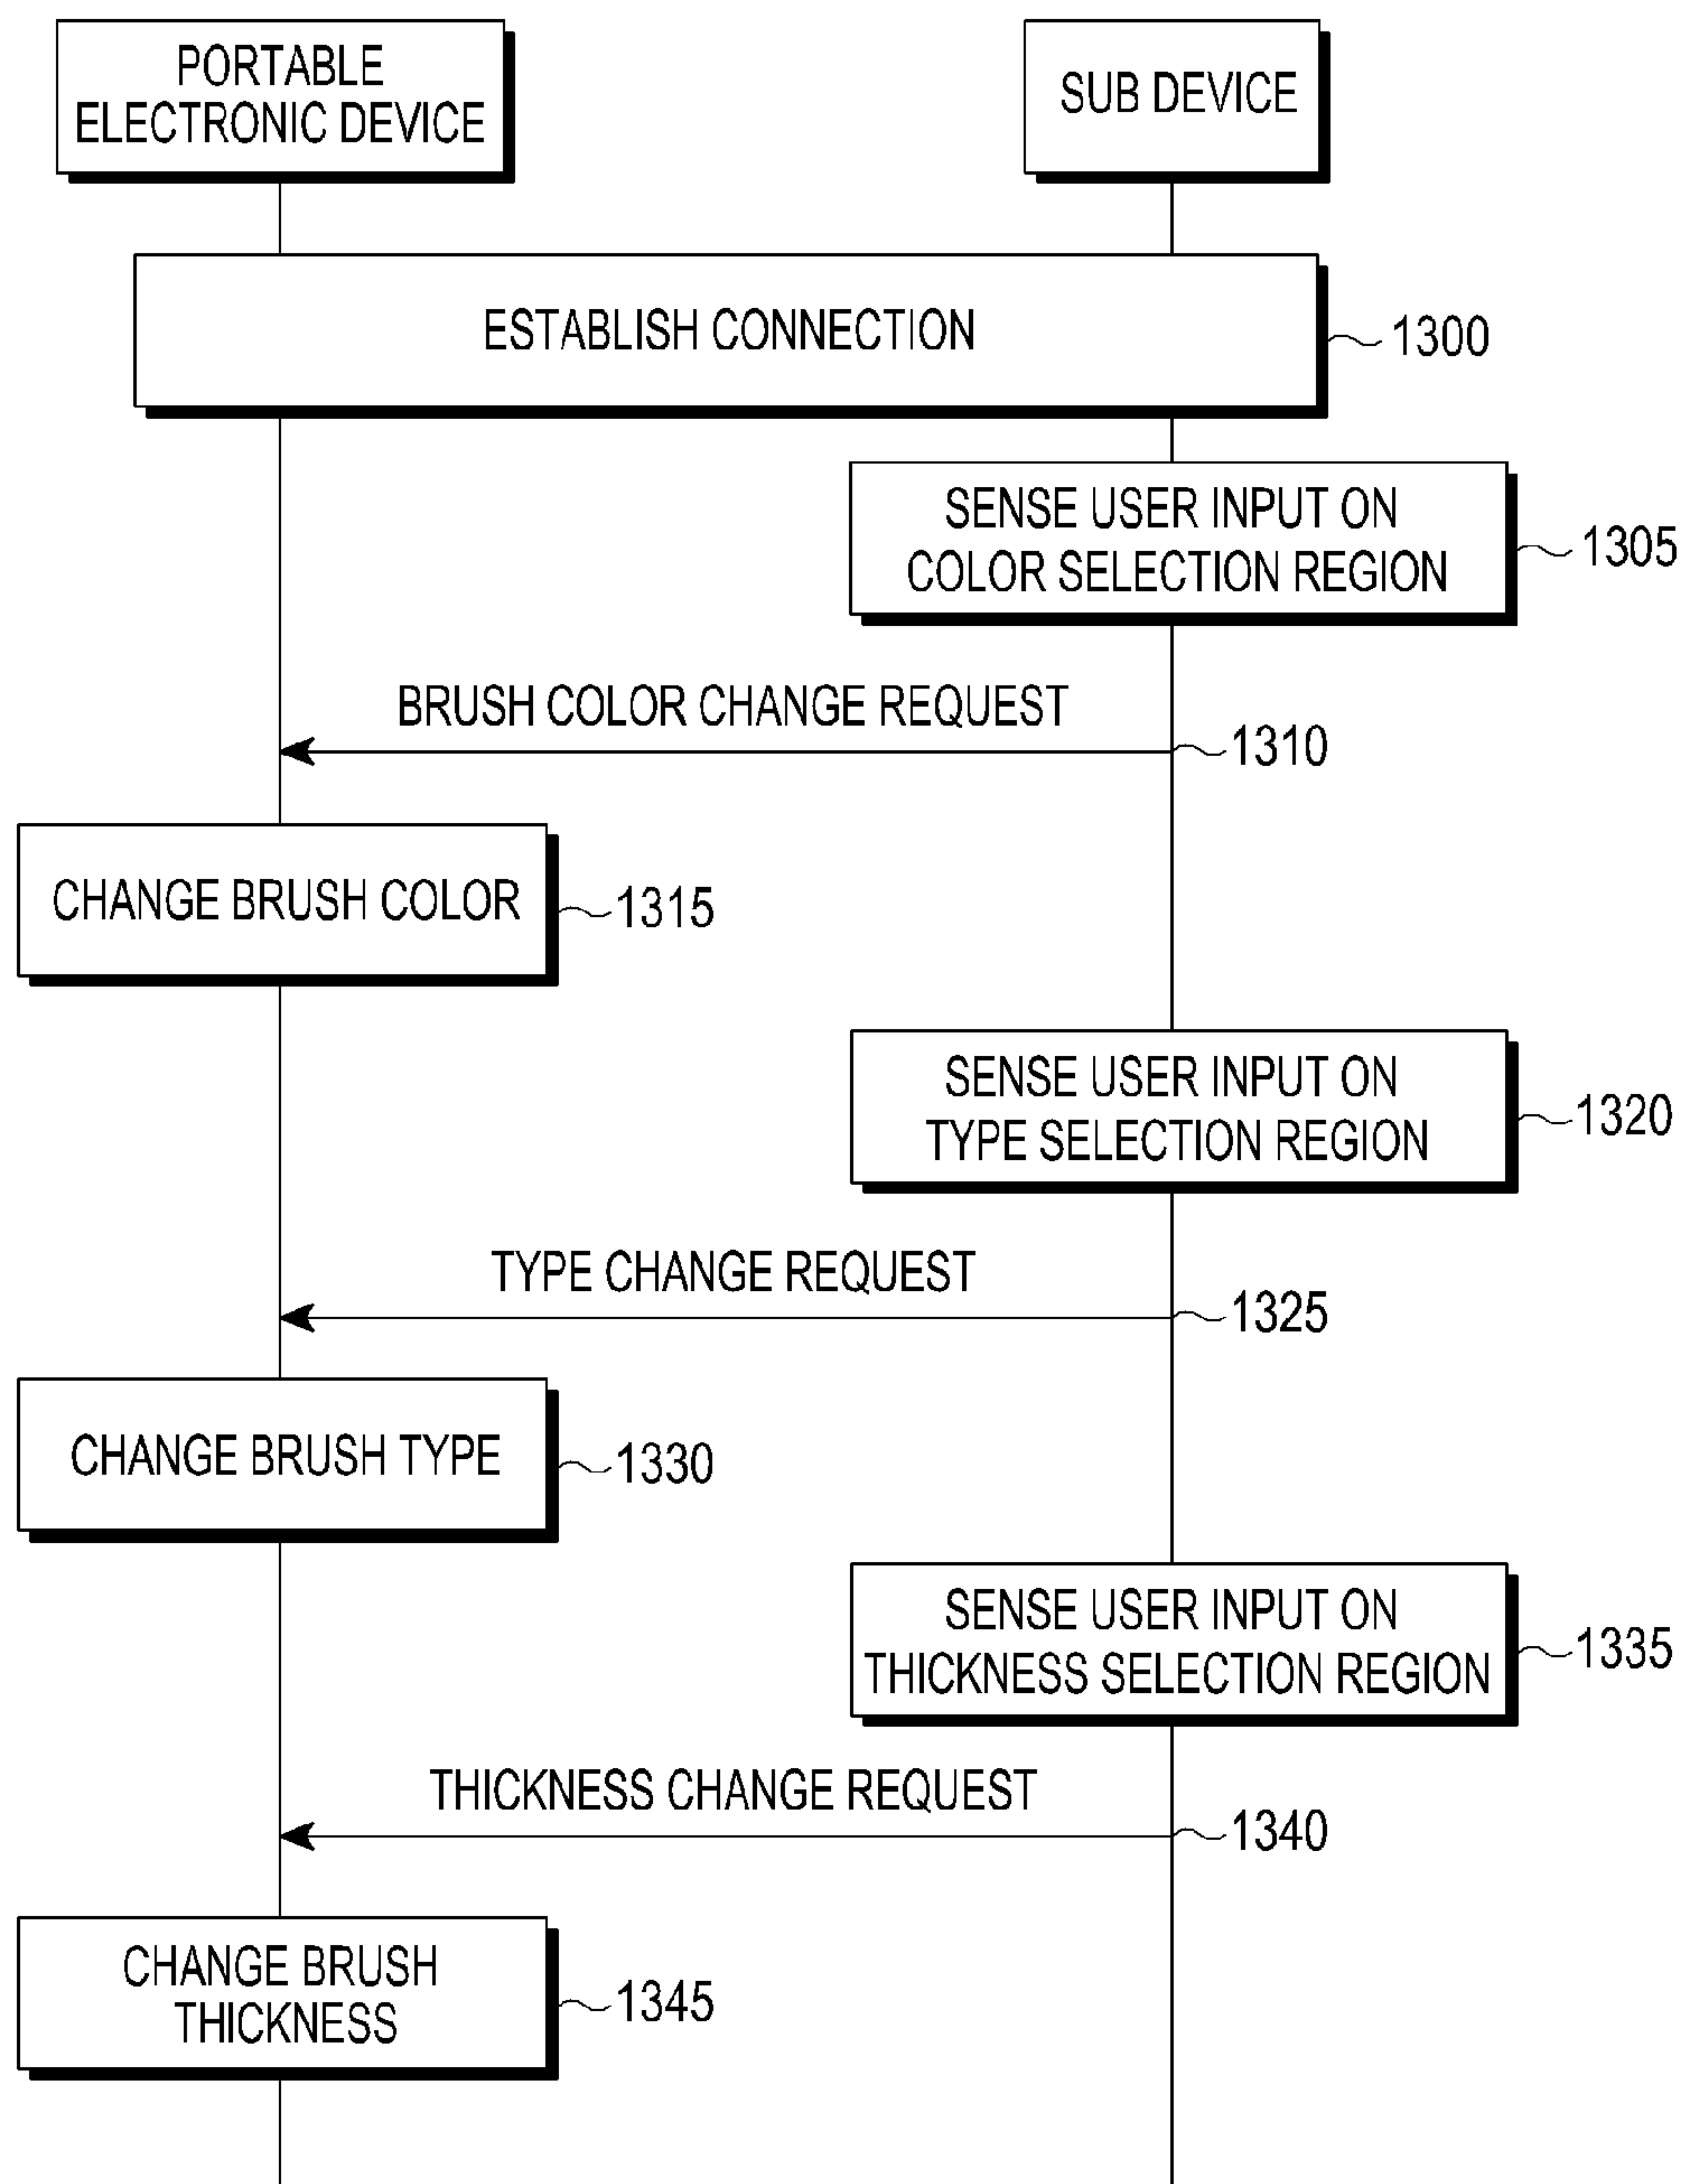 PORTABLE
ELECTRONIC DEVICE
SUB DEVICE
ESTABLISH CONNECTION
1300
SENSE USER INPUT ON
COLOR SELECTION REGION
1305
BRUSH COLOR CHANGE REQUEST
1310
CHANGE BRUSH COLOR
1315
SENSE USER INPUT ON
TYPE SELECTION REGION
1320
TYPE CHANGE REQUEST
1325
CHANGE BRUSH TYPE
1330
SENSE USER INPUT ON
THICKNESS SELECTION REGION
1335
THICKNESS CHANGE REQUEST
1340
CHANGE BRUSH
THICKNESS
1345